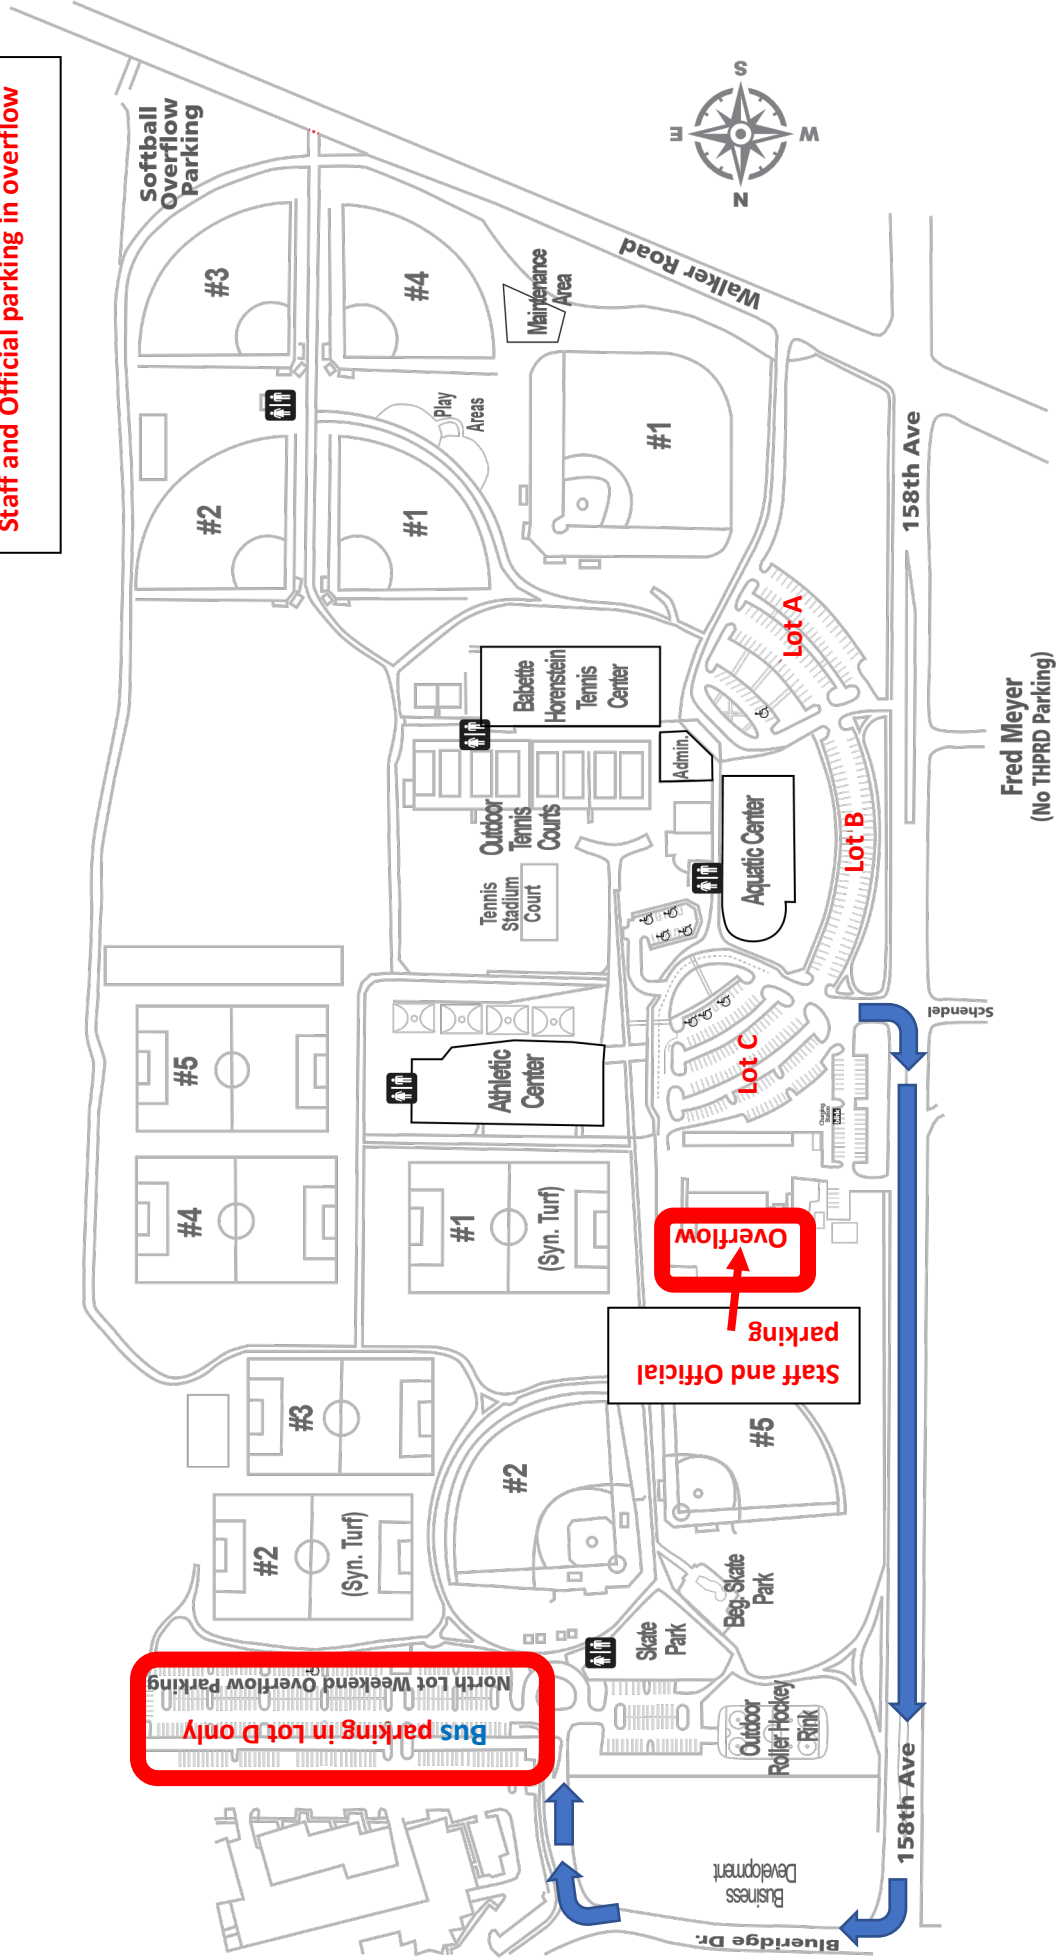 Staff and Official parking in overflow
Softball
Overflow
Parking
S
E
W
N
#3
#4
Maintenance
Area
Walker Road
Play
Areas
#2
#1
#1
158th Ave
Babette
Horenstein
Tennis
Center
Lot A
Admin.
Outdoor
Tennis
Courts
Tennis
Stadium
Court
Aquatic Center
Lot B
Fred Meyer
(No THPRD Parking)
Schendel
#5
Athletic
Center
Lot C
Charging
Station
#4
#1
(Syn. Turf)
Overflow
Staff and Official
parking
#3
#2
#5
#2
(Syn. Turf)
Beg. Skate
Park
Skate
Park
North Lot Weekend Overflow Parking
Bus parking in Lot D only
Outdoor
Roller Hockey
Rink
158th Ave
Business
Development
Blueridge Dr.